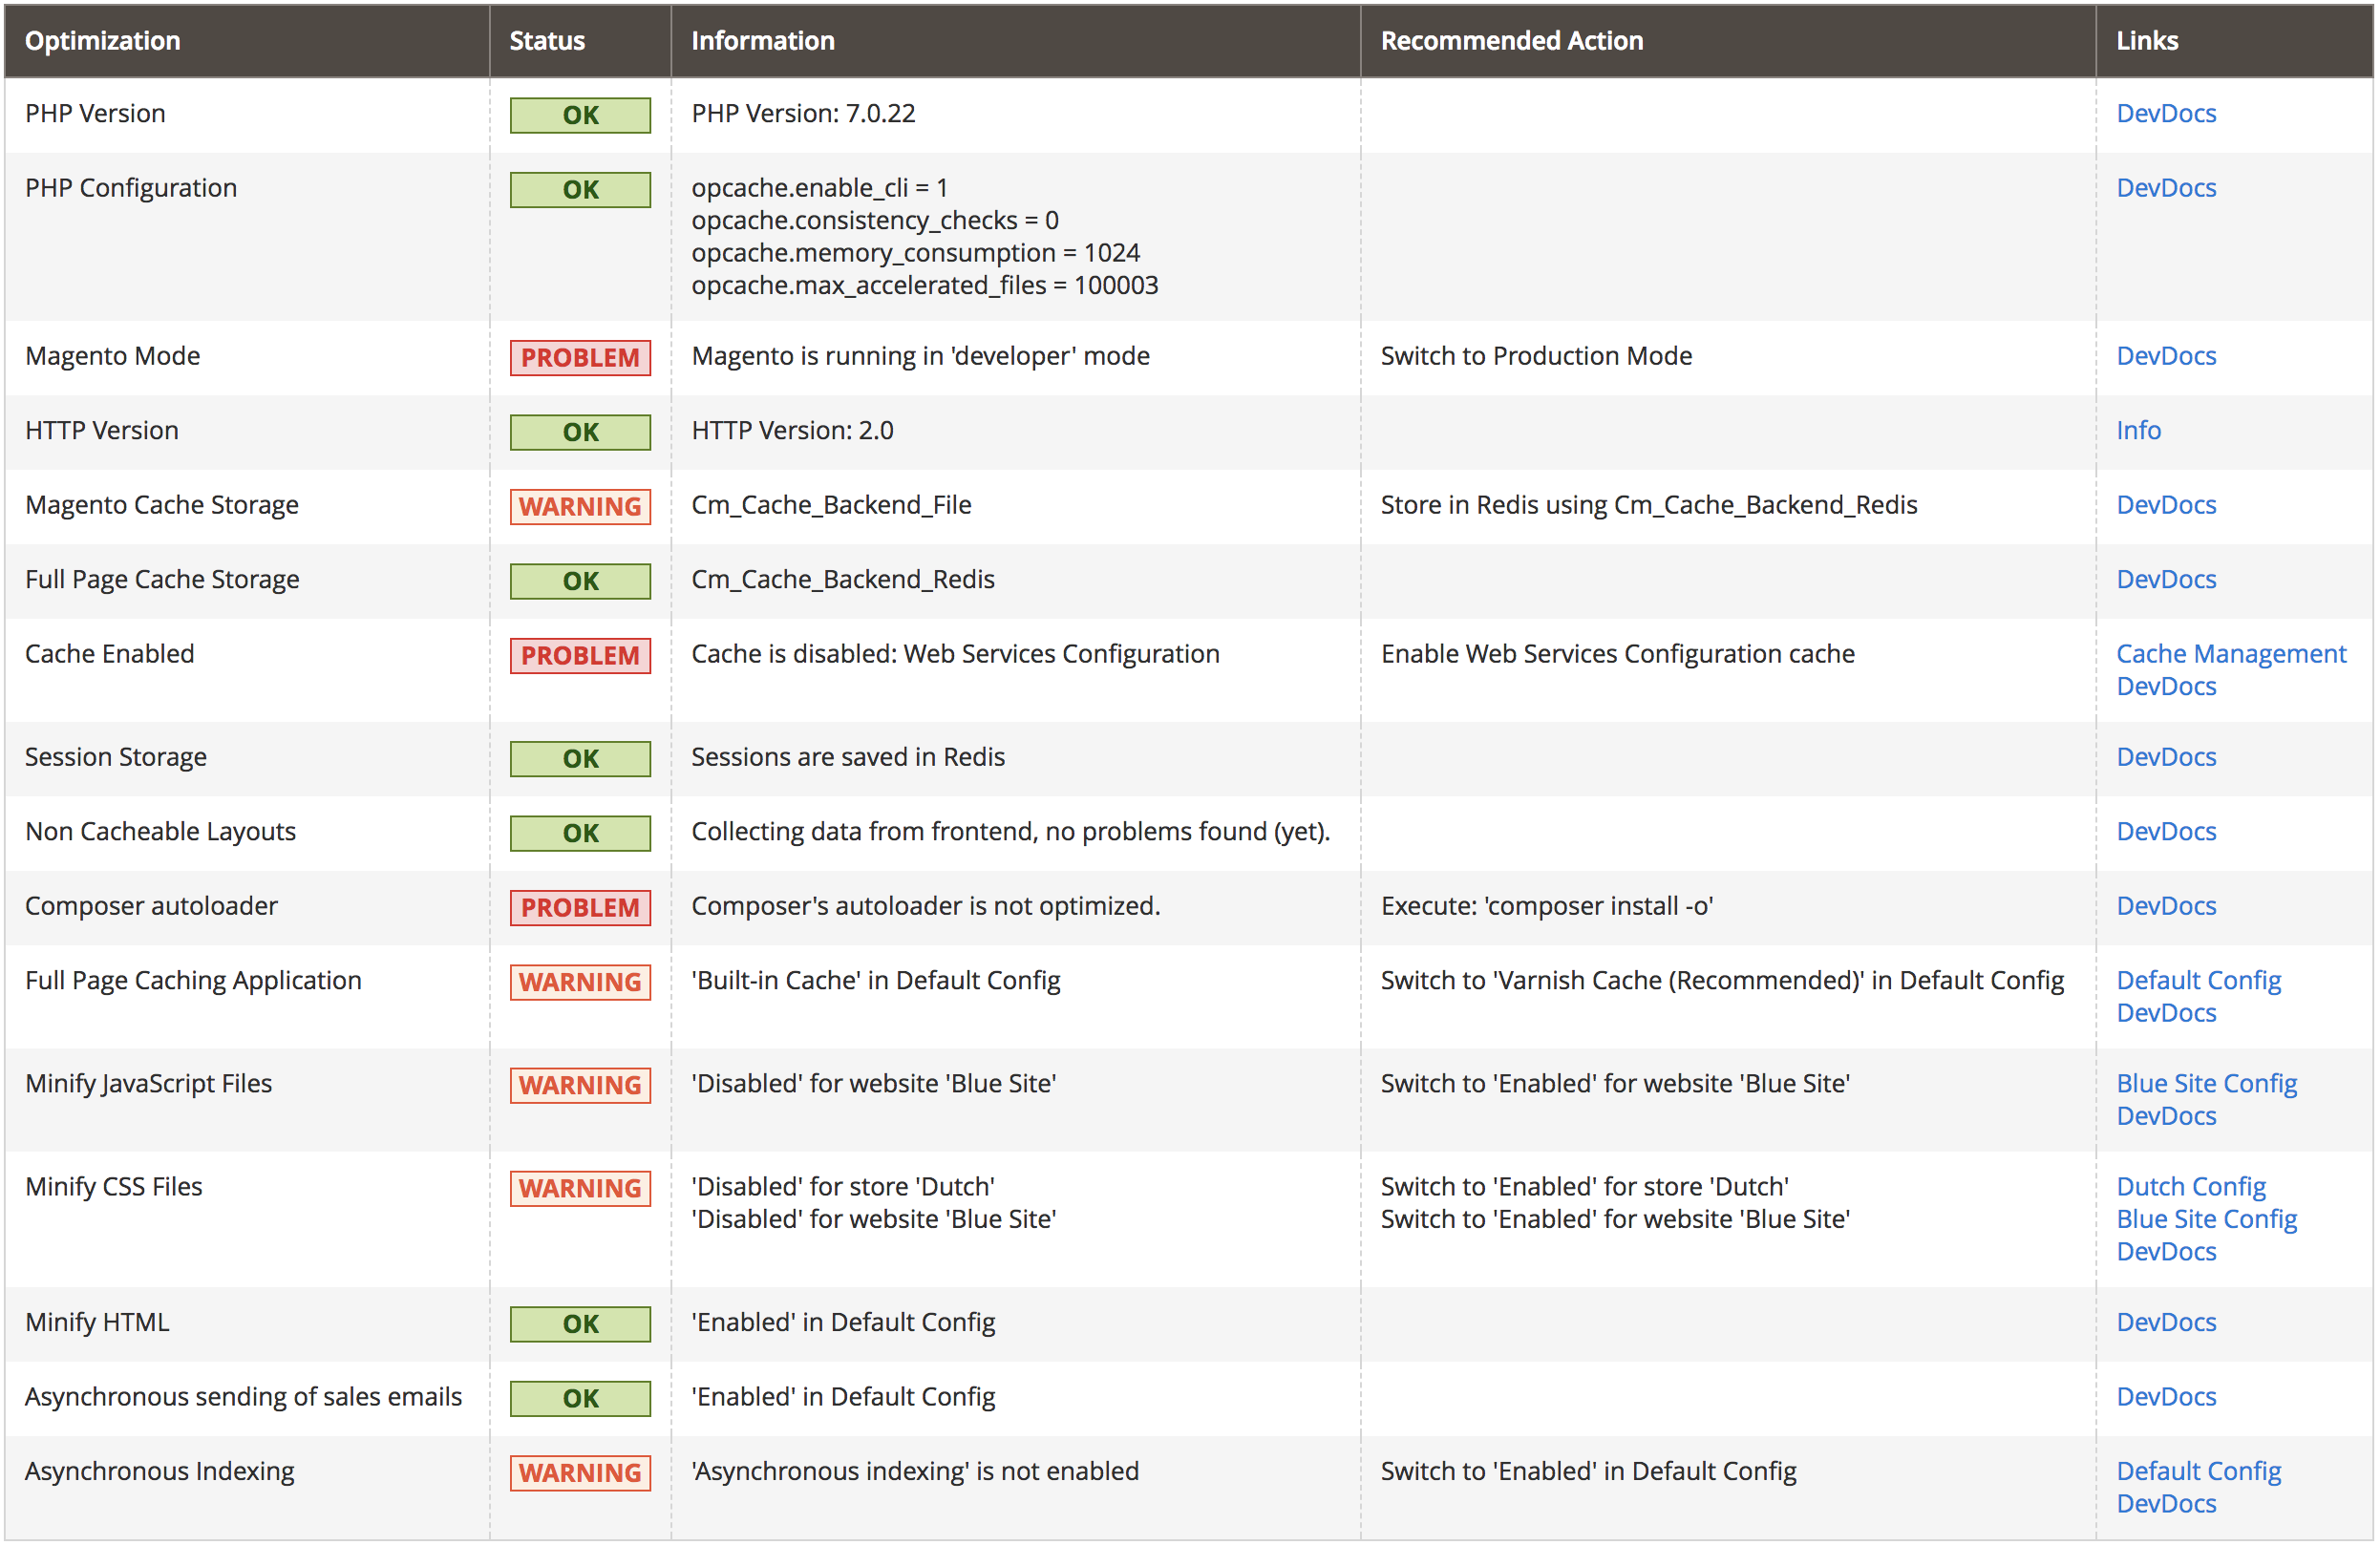 Optimization Status Information Recommended Action Links
PHP Version OK PHP Version: 7.0.22 DevDocs
PHP Configuration OK opcache.enable_cli = 1 DevDocs
opcache.consistency_checks = 0
opcache.memory_consumption = 1024
opcache.max_accelerated_files = 100003
Magento Mode PROBLEM Magento is running in 'developer' mode Switch to Production Mode DevDocs
HTTP Version OK HTTP Version: 2.0 Info
Magento Cache Storage WARNING Cm_Cache_Backend_File Store in Redis using Cm_Cache_Backend_Redis DevDocs
Full Page Cache Storage OK Cm_Cache_Backend_Redis DevDocs
Cache Enabled PROBLEM Cache is disabled: Web Services Configuration Enable Web Services Configuration cache Cache Management
DevDocs
Session Storage OK Sessions are saved in Redis DevDocs
Non Cacheable Layouts OK Collecting data from frontend, no problems found (yet). DevDocs
Composer autoloader PROBLEM Composer's autoloader is not optimized. Execute: 'composer install -o' DevDocs
Full Page Caching Application WARNING 'Built-in Cache' in Default Config Switch to 'Varnish Cache (Recommended)' in Default Config Default Config
DevDocs
Minify JavaScript Files WARNING 'Disabled' for website 'Blue Site' Switch to 'Enabled' for website 'Blue Site' Blue Site Config
DevDocs
Minify CSS Files WARNING 'Disabled' for store 'Dutch' Switch to 'Enabled' for store 'Dutch' Dutch Config
'Disabled' for website 'Blue Site' Switch to 'Enabled' for website 'Blue Site' Blue Site Config
DevDocs
Minify HTML OK 'Enabled' in Default Config DevDocs
Asynchronous sending of sales emails OK 'Enabled' in Default Config DevDocs
Asynchronous Indexing WARNING 'Asynchronous indexing' is not enabled Switch to 'Enabled' in Default Config Default Config
DevDocs